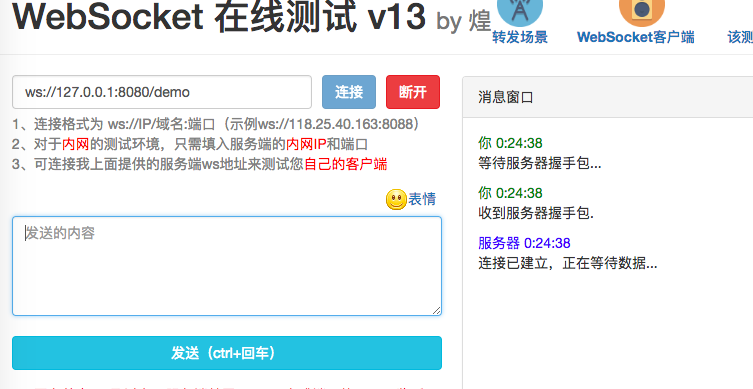 WebSocket 在线测试 v13 by 煌
转发场景
WebSocket客户端
该测
ws://127.0.0.1:8080/demo
连接
断开
1、连接格式为 ws://IP/域名:端口（示例ws://118.25.40.163:8088）
2、对于内网的测试环境，只需填入服务端的内网IP和端口
3、可连接我上面提供的服务端ws地址来测试您自己的客户端
表情
发送的内容
发送（ctrl+回车）
消息窗口
你 0:24:38
等待服务器握手包...
你 0:24:38
收到服务器握手包.
服务器 0:24:38
连接已建立，正在等待数据...